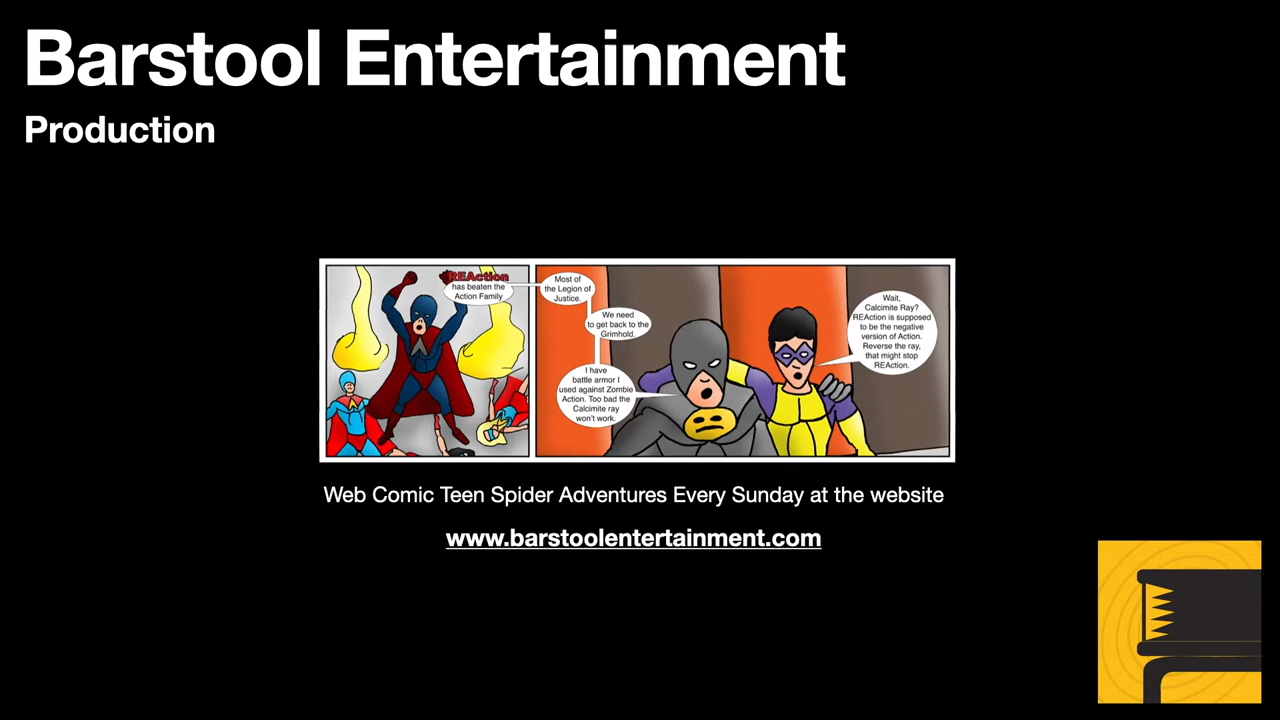 Barstool Entertainment
Production
REAction
has beaten the
Action Family
Most of
the Legion of
Justice.
We need
to get back to the
Grimhold.
I have
battle armor I
used against Zombie
Action. Too bad the
Calcimite ray
won't work.
Wait,
Calcimite Ray?
REAction is supposed
to be the negative
version of Action.
Reverse the ray,
that might stop
REAction.
Web Comic Teen Spider Adventures Every Sunday at the website
www.barstoolentertainment.com